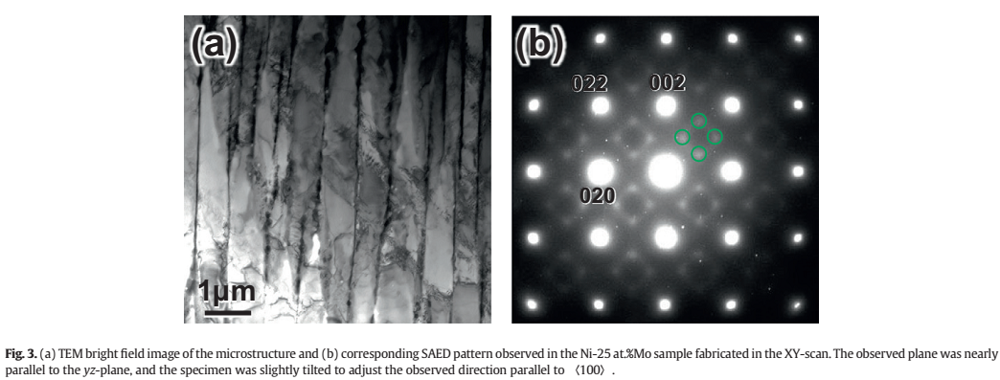 (a)
1μm
(b)
022
002
020
Fig. 3. (a) TEM bright field image of the microstructure and (b) corresponding SAED pattern observed in the Ni-25 at.%Mo sample fabricated in the XY-scan. The observed plane was nearly
parallel to the yz-plane, and the specimen was slightly tilted to adjust the observed direction parallel to 〈100〉.